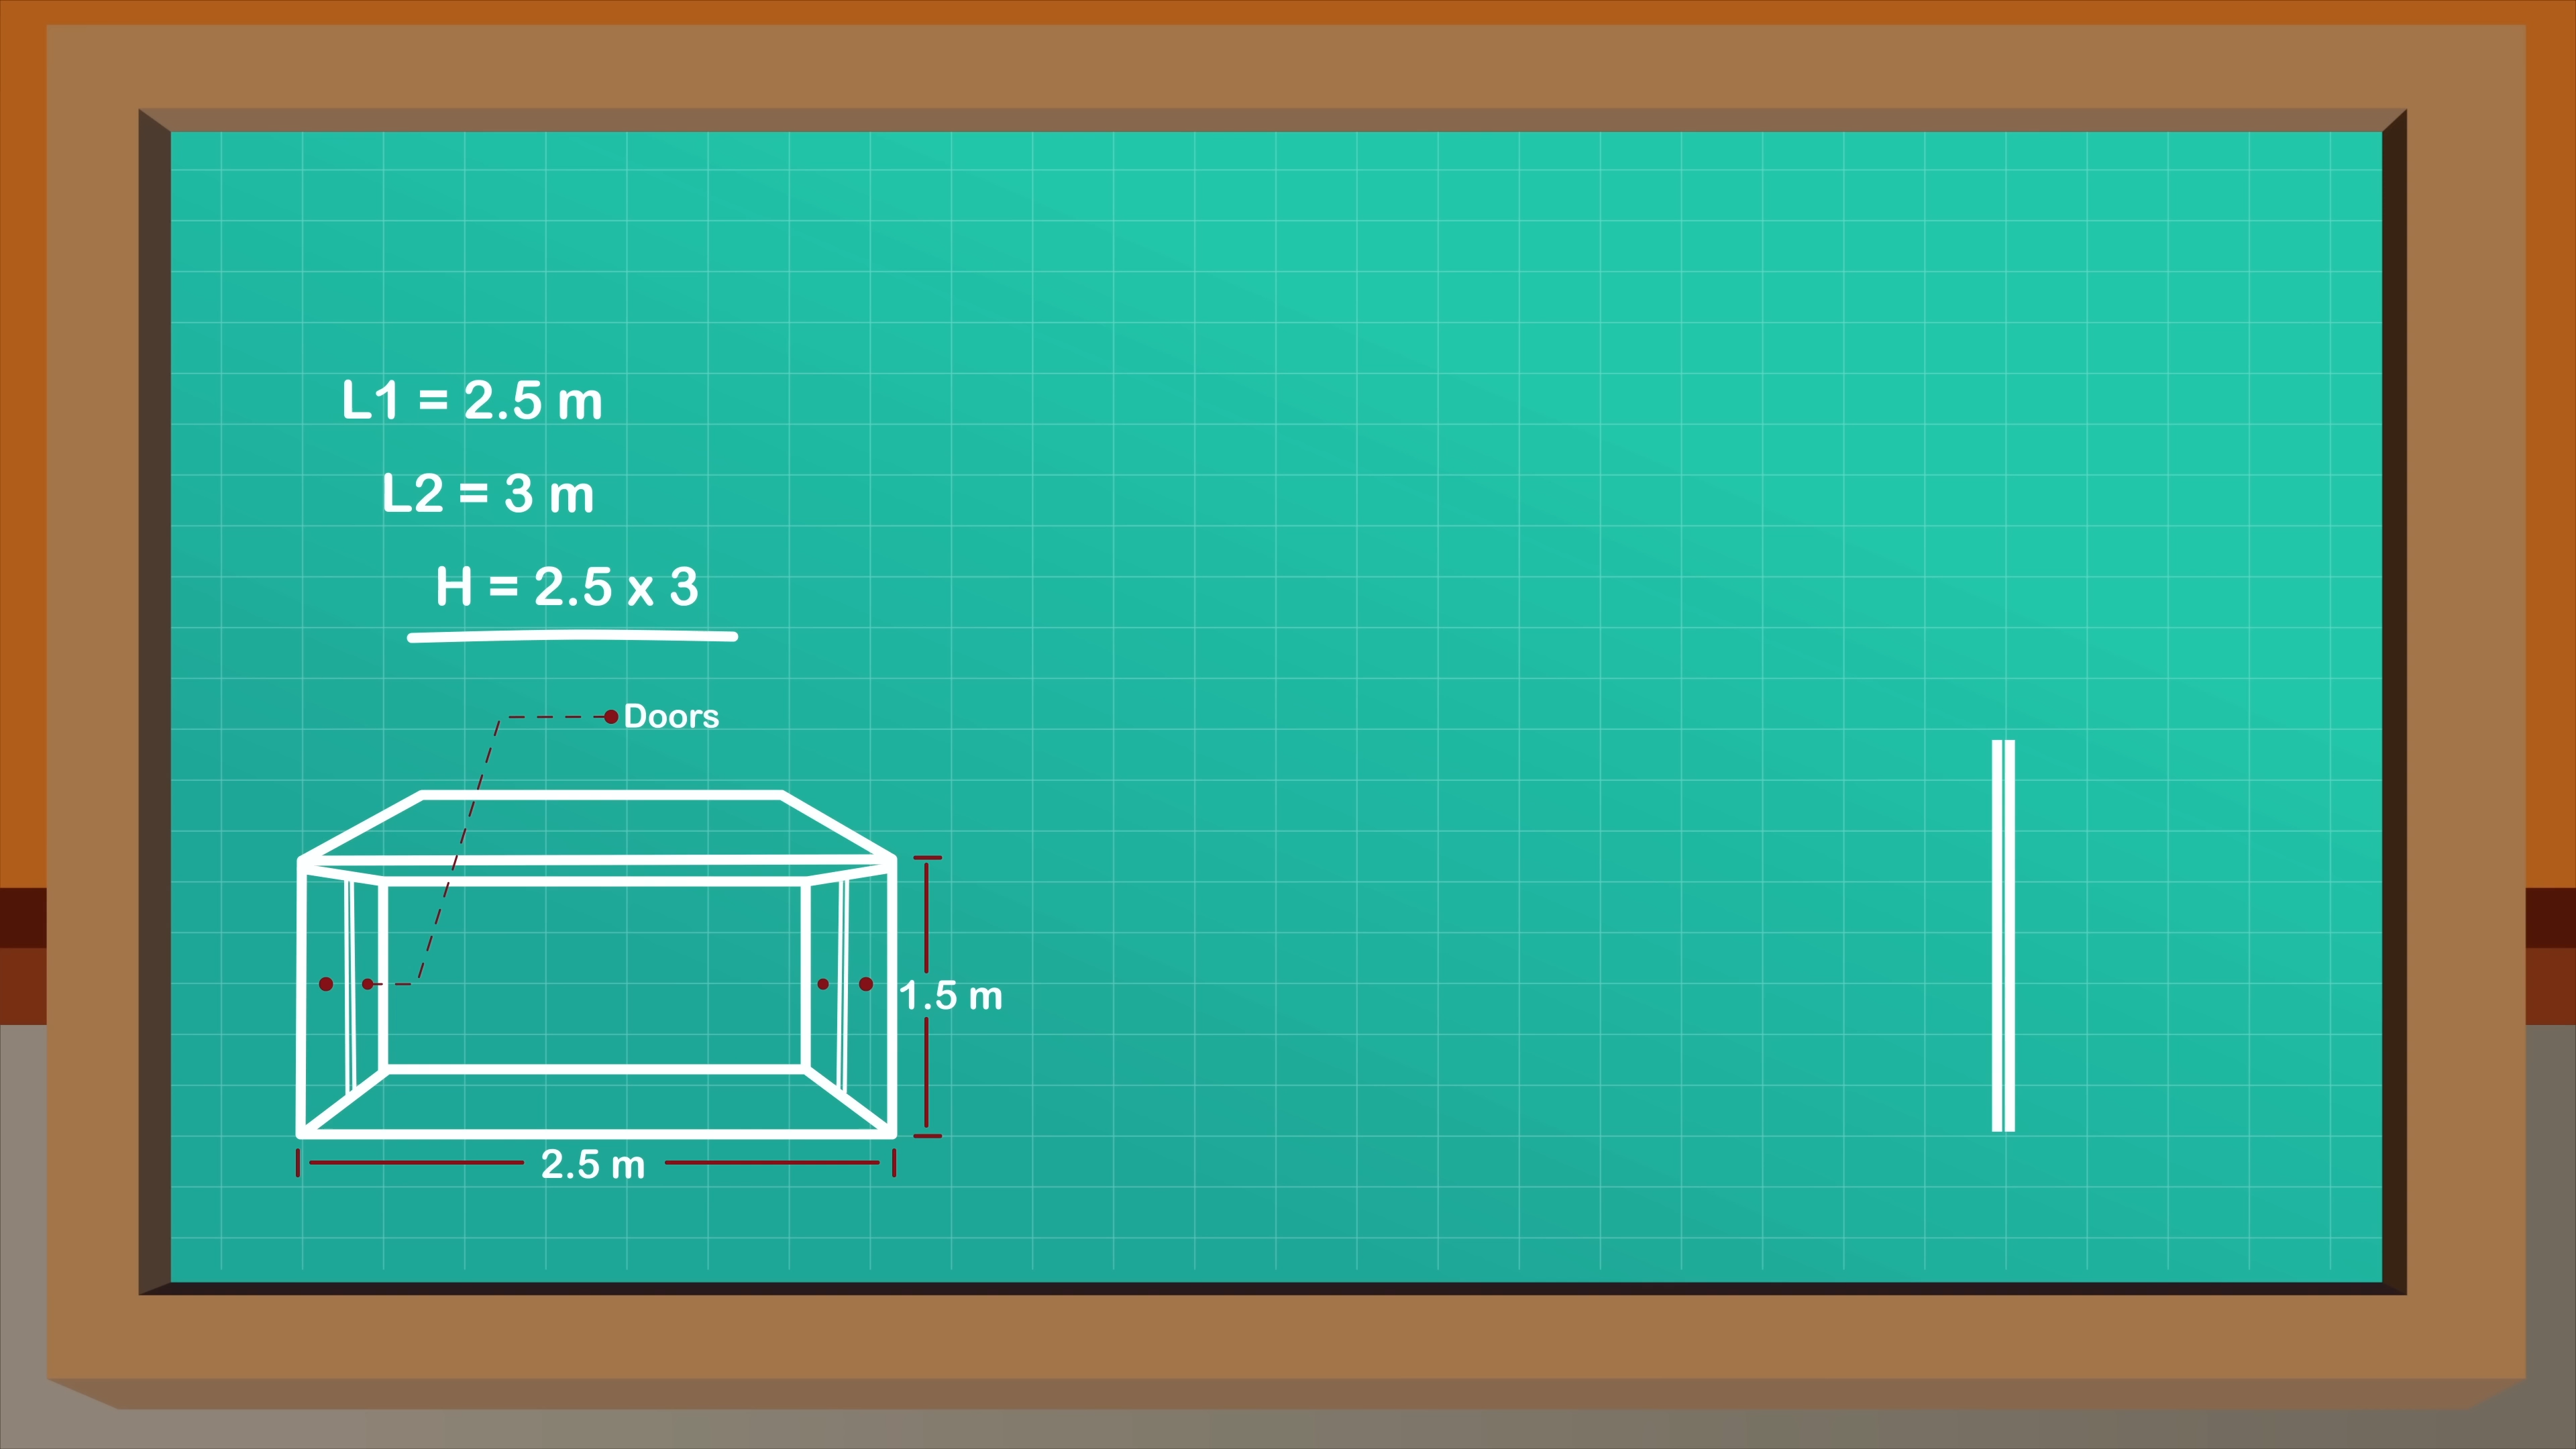 L1 = 2.5 m
L2 = 3 m
H = 2.5 x 3
Doors
1.5 m
2.5 m